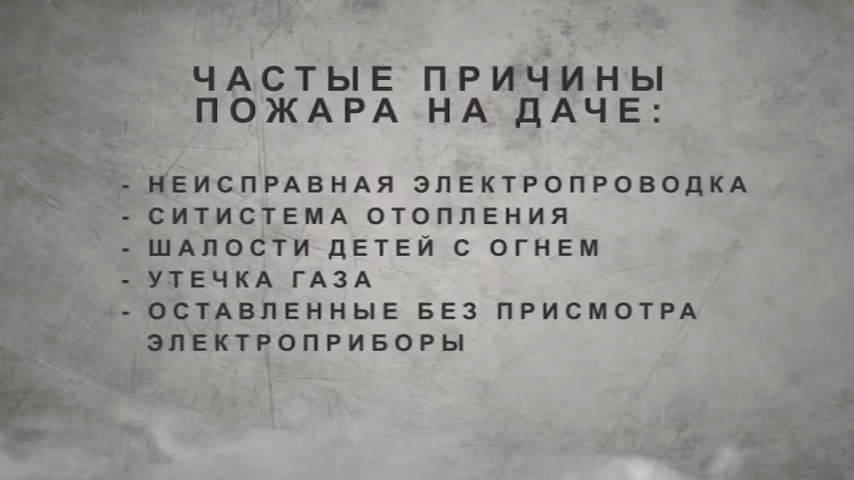 ЧАСТЫЕ ПРИЧИНЫ
ПОЖАРА НА ДАЧЕ:
- НЕИСПРАВНАЯ ЭЛЕКТРОПРОВОДКА
- СИТИСТЕМА ОТОПЛЕНИЯ
- ШАЛОСТИ ДЕТЕЙ С ОГНЕМ
- УТЕЧКА ГАЗА
- ОСТАВЛЕННЫЕ БЕЗ ПРИСМОТРА
ЭЛЕКТРОПРИБОРЫ